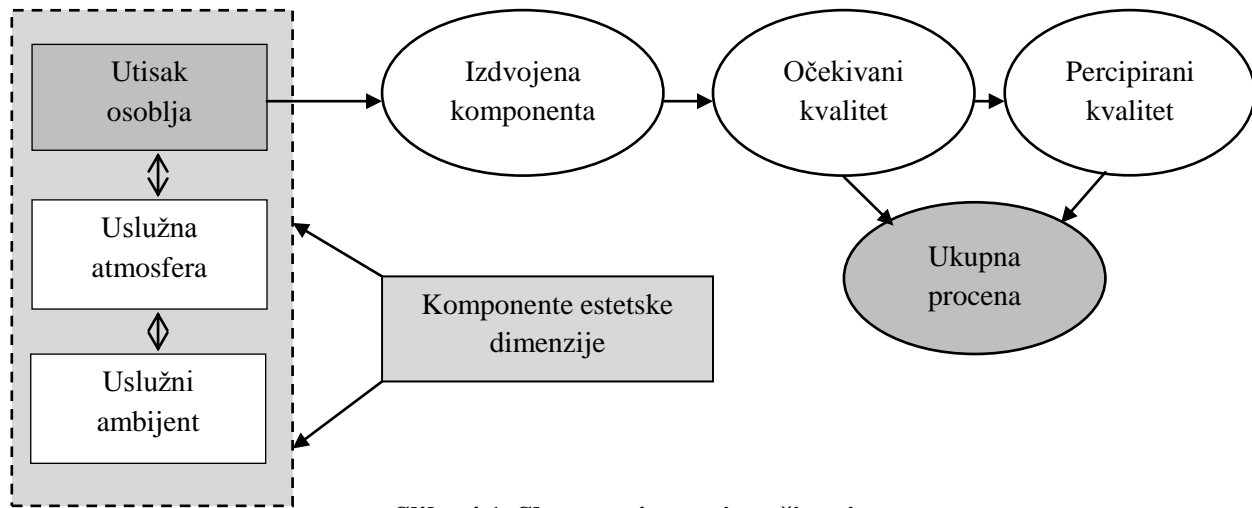 Utisak
osoblja
Izdvojena
komponenta
Očekivani
kvalitet
Percipirani
kvalitet
Uslužna
atmosfera
Komponente estetske
dimenzije
Ukupna
procena
Uslužni
ambijent